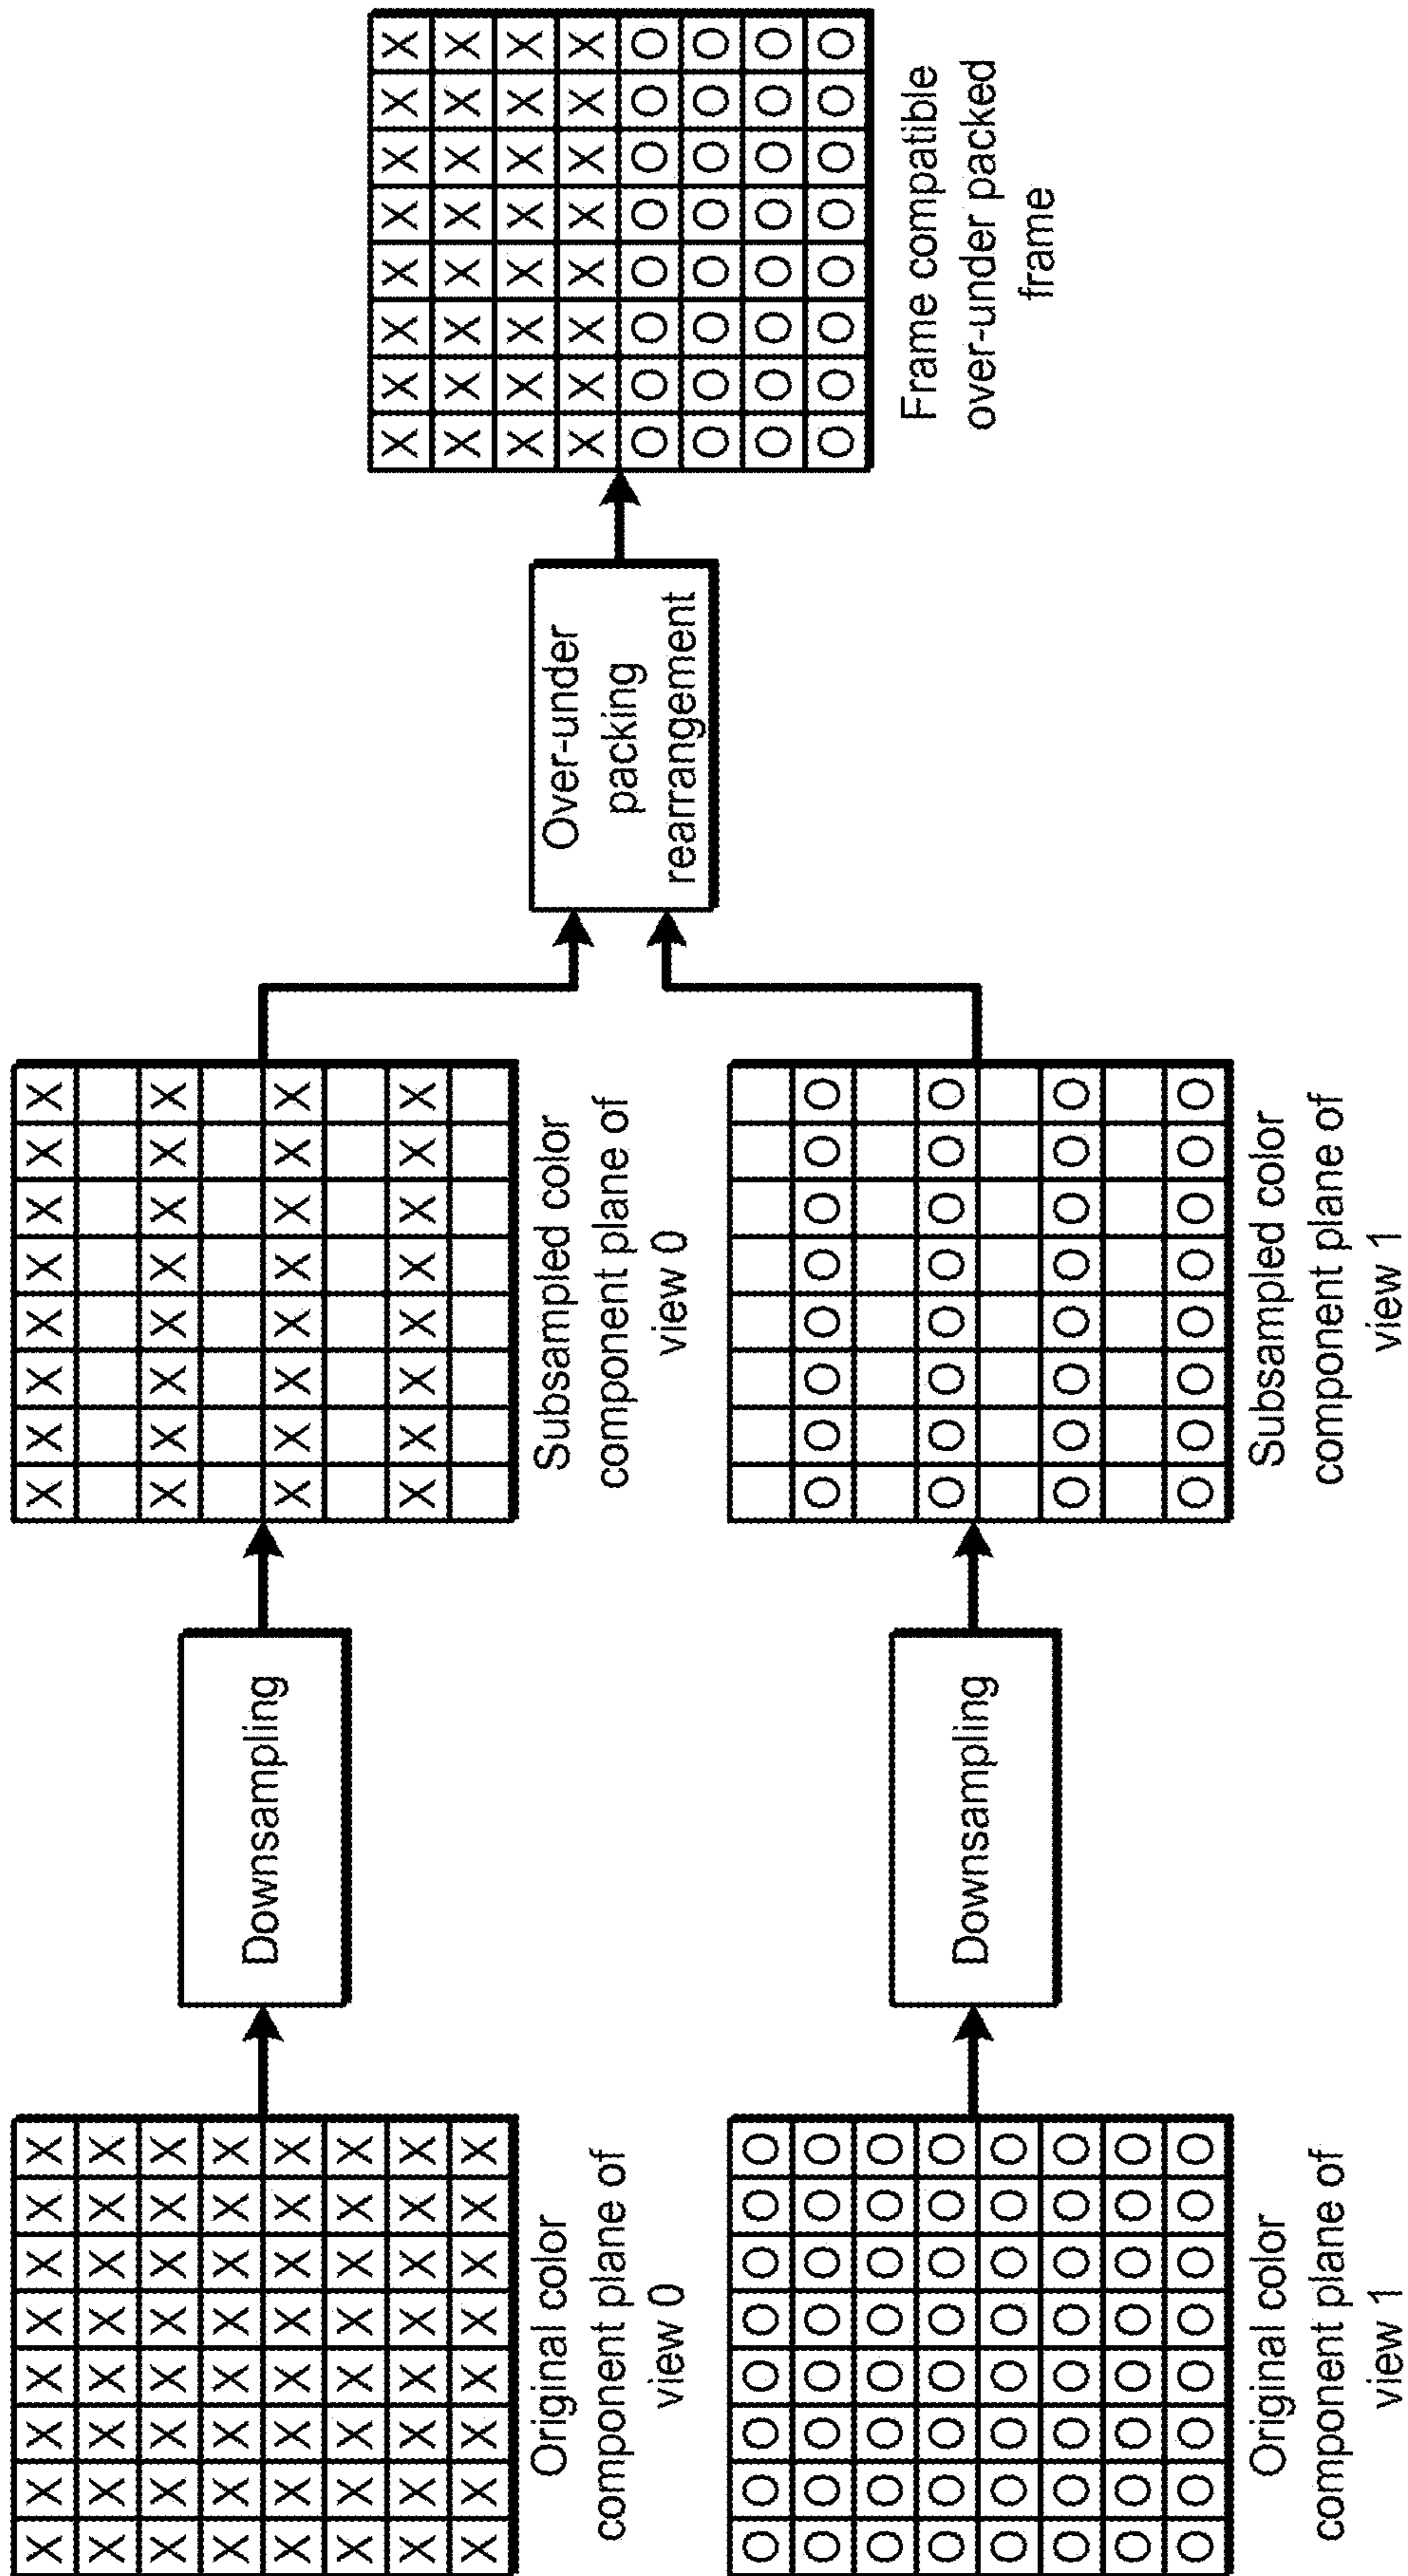 X X X X X X X X
X X X X X X X X
X X X X X X X X
X X X X X X X X
X X X X X X X X
X X X X X X X X
X X X X X X X X
X X X X X X X X
Original color
component plane of
view 0
Downsampling
X X X X X X X X
X X X X X X X X
X X X X X X X X
X X X X X X X X
Subsampled color
component plane of
view 0
O O O O O O O O
O O O O O O O O
O O O O O O O O
O O O O O O O O
O O O O O O O O
O O O O O O O O
O O O O O O O O
O O O O O O O O
Original color
component plane of
view 1
Downsampling
O O O O O O O O
O O O O O O O O
O O O O O O O O
O O O O O O O O
Subsampled color
component plane of
view 1
Over-under
packing
rearrangement
X X X X X X X X
X X X X X X X X
X X X X X X X X
X X X X X X X X
O O O O O O O O
O O O O O O O O
O O O O O O O O
O O O O O O O O
Frame compatible
over-under packed
frame